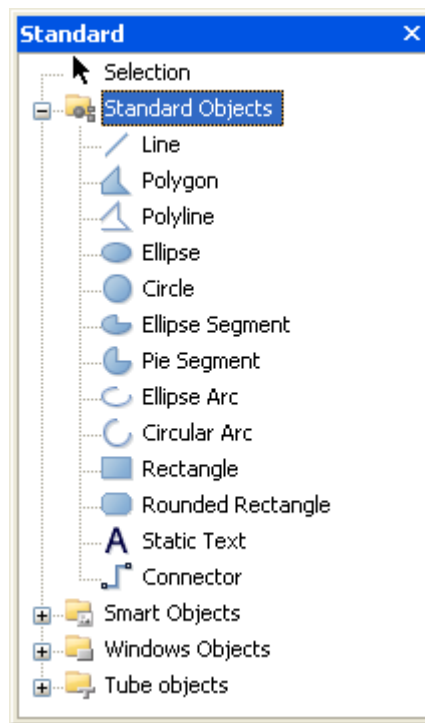 Standard
Selection
Standard Objects
Line
Polygon
Polyline
Ellipse
Circle
Ellipse Segment
Pie Segment
Ellipse Arc
Circular Arc
Rectangle
Rounded Rectangle
A Static Text
Connector
Smart Objects
Windows Objects
Tube objects